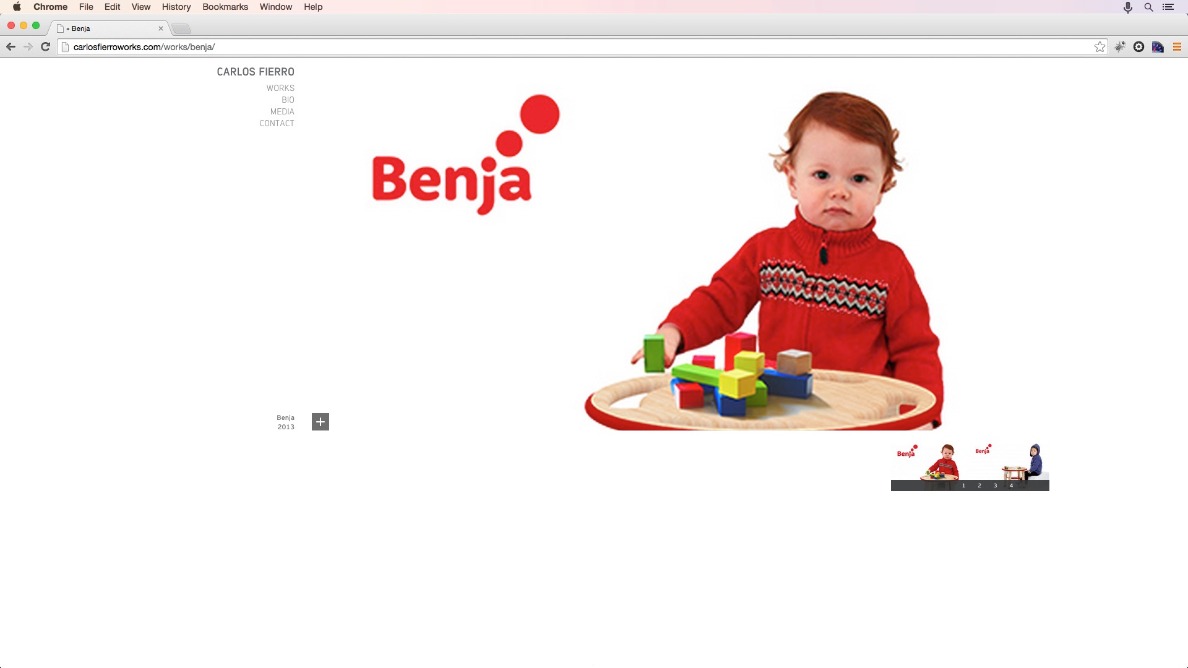 Chrome File Edit View History Bookmarks Window Help
• Benja
carlosfierroworks.com/works/benja/
CARLOS FIERRO
WORKS
BIO
MEDIA
CONTACT
Benja
Benja
2013
Benja
Benja
1 2 3 4